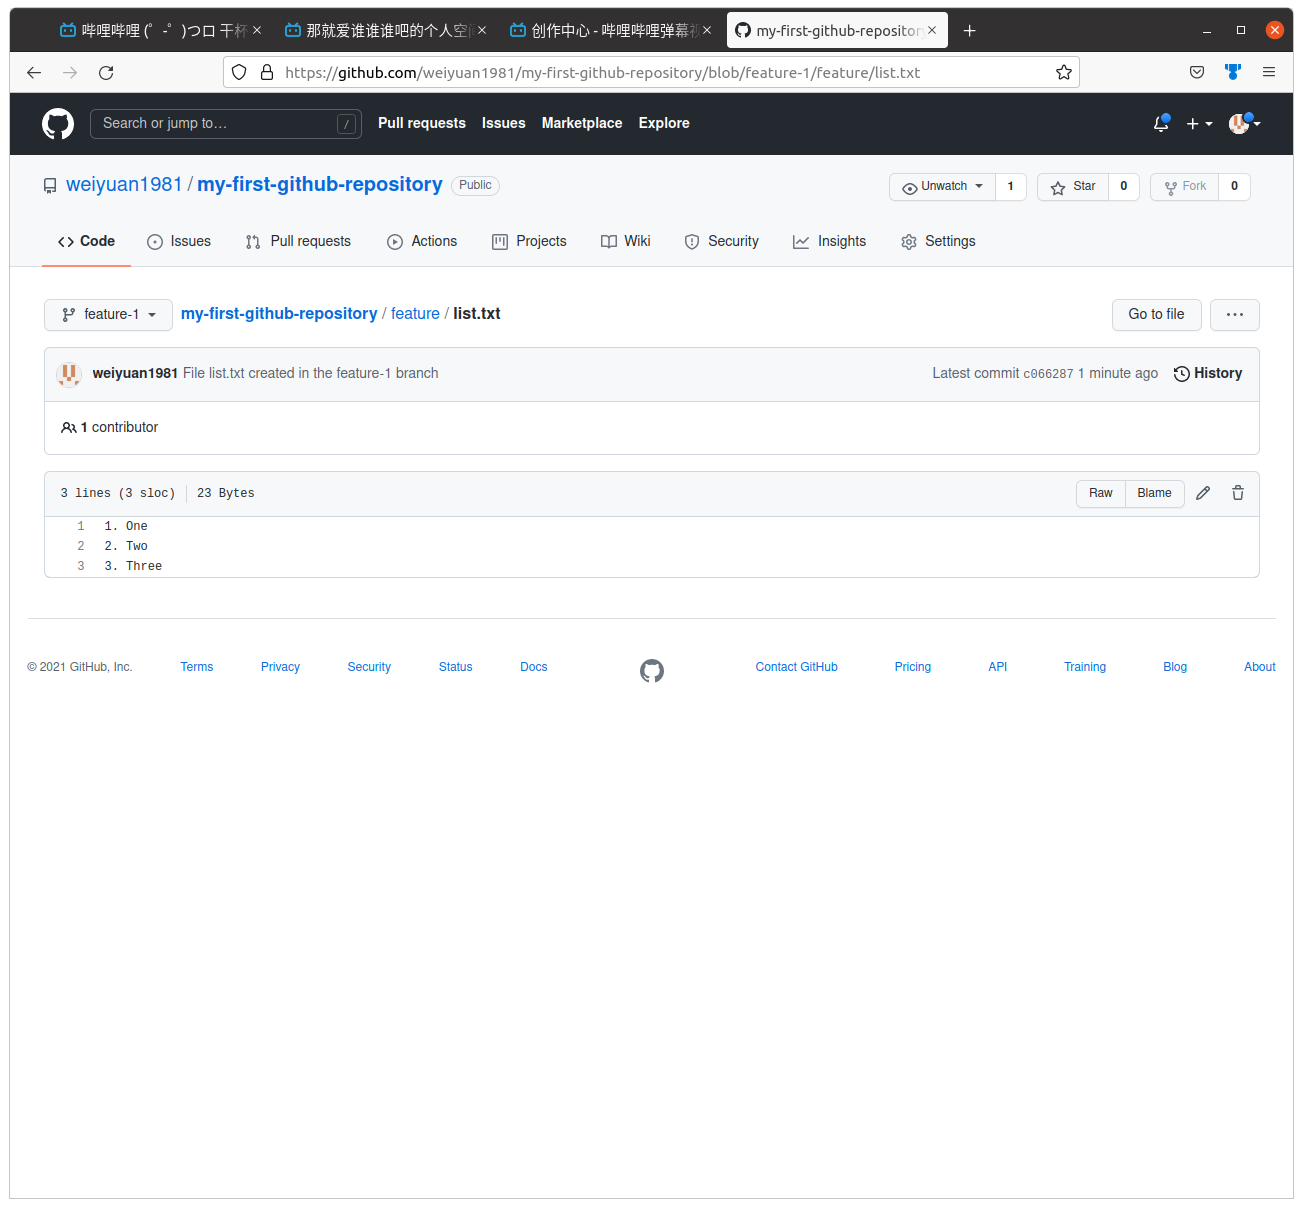 哔哩哔哩 (゜-゜)つロ 干杯
那就爱谁谁谁吧的个人空间
创作中心 - 哔哩哔哩弹幕视
my-first-github-repository
https://github.com/weiyuan1981/my-first-github-repository/blob/feature-1/feature/list.txt
Search or jump to… / Pull requests Issues Marketplace Explore
weiyuan1981 / my-first-github-repository Public Unwatch 1 Star 0 Fork 0
Code Issues Pull requests Actions Projects Wiki Security Insights Settings
feature-1 my-first-github-repository / feature / list.txt Go to file ...
weiyuan1981 File list.txt created in the feature-1 branch Latest commit c066287 1 minute ago History
1 contributor
3 lines (3 sloc) 23 Bytes Raw Blame
1 1. One
2 2. Two
3 3. Three
© 2021 GitHub, Inc. Terms Privacy Security Status Docs Contact GitHub Pricing API Training Blog About